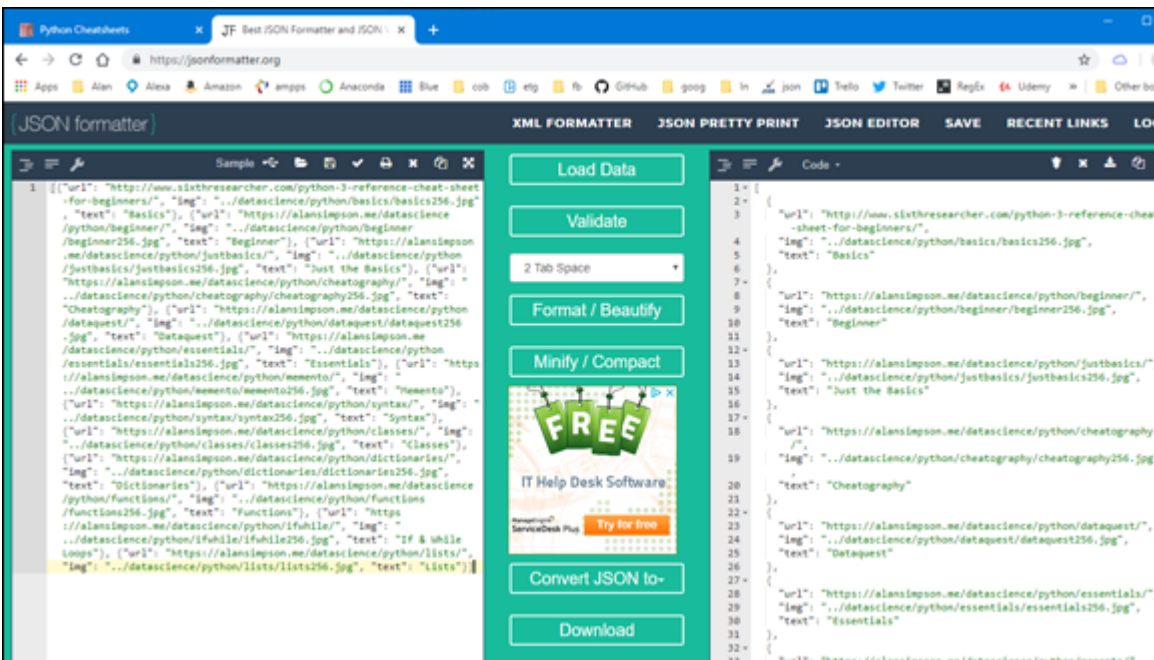 Python Cheatsheets
JF Best JSON Formatter and JSON V
https://jsonformatter.org
Apps Alan Alexa Amazon ampps Anaconda Blue cob etg fb GitHub goog In json Trello Twitter RegEx Udemy » Other bo
{JSON formatter}
XML FORMATTER JSON PRETTY PRINT JSON EDITOR SAVE RECENT LINKS LO
Sample
1 [{"url": "http://www.sixthresearcher.com/python-3-reference-cheat-sheet
-for-beginners/", "img": "../datascience/python/basics/basics256.jpg"
, "text": "Basics"}, {"url": "https://alansimpson.me/datascience
/python/beginner/", "img": "../datascience/python/beginner
/beginner256.jpg", "text": "Beginner"}, {"url": "https://alansimpson
.me/datascience/python/justbasics/", "img": "../datascience/python
/justbasics/justbasics256.jpg", "text": "Just the Basics"}, {"url":
"https://alansimpson.me/datascience/python/cheatography/", "img": "
../datascience/python/cheatography/cheatography256.jpg", "text":
"Cheatography"}, {"url": "https://alansimpson.me/datascience/python
/dataquest/", "img": "../datascience/python/dataquest/dataquest256
.jpg", "text": "Dataquest"}, {"url": "https://alansimpson.me
/datascience/python/essentials/", "img": "../datascience/python
/essentials/essentials256.jpg", "text": "Essentials"}, {"url": "https
://alansimpson.me/datascience/python/memento/", "img": "
../datascience/python/memento/memento256.jpg", "text": "Memento"},
{"url": "https://alansimpson.me/datascience/python/syntax/", "img": "
../datascience/python/syntax/syntax256.jpg", "text": "Syntax"},
{"url": "https://alansimpson.me/datascience/python/classes/", "img":
"../datascience/python/classes/classes256.jpg", "text": "Classes"},
{"url": "https://alansimpson.me/datascience/python/dictionaries/",
"img": "../datascience/python/dictionaries/dictionaries256.jpg",
"text": "Dictionaries"}, {"url": "https://alansimpson.me/datascience
/python/functions/", "img": "../datascience/python/functions
/functions256.jpg", "text": "Functions"}, {"url": "https
://alansimpson.me/datascience/python/ifwhile/", "img": "
../datascience/python/ifwhile/ifwhile256.jpg", "text": "If & While
Loops"}, {"url": "https://alansimpson.me/datascience/python/lists/",
"img": "../datascience/python/lists/lists256.jpg", "text": "Lists"}]
Load Data
Validate
2 Tab Space
Format / Beautify
Minify / Compact
FREE
IT Help Desk Software
ManageEngine
ServiceDesk Plus
Try for free
Convert JSON to
Download
Code
1 [
2 {
3 "url": "http://www.sixthresearcher.com/python-3-reference-chea
-sheet-for-beginners/",
4 "img": "../datascience/python/basics/basics256.jpg",
5 "text": "Basics"
6 },
7 {
8 "url": "https://alansimpson.me/datascience/python/beginner/",
9 "img": "../datascience/python/beginner/beginner256.jpg",
10 "text": "Beginner"
11 },
12 {
13 "url": "https://alansimpson.me/datascience/python/justbasics/"
14 "img": "../datascience/python/justbasics/justbasics256.jpg",
15 "text": "Just the Basics"
16 },
17 {
18 "url": "https://alansimpson.me/datascience/python/cheatography
/",
19 "img": "../datascience/python/cheatography/cheatography256.jpg
,
20 "text": "Cheatography"
21 },
22 {
23 "url": "https://alansimpson.me/datascience/python/dataquest/",
24 "img": "../datascience/python/dataquest/dataquest256.jpg",
25 "text": "Dataquest"
26 },
27 {
28 "url": "https://alansimpson.me/datascience/python/essentials/"
29 "img": "../datascience/python/essentials/essentials256.jpg",
30 "text": "Essentials"
31 },
32 {